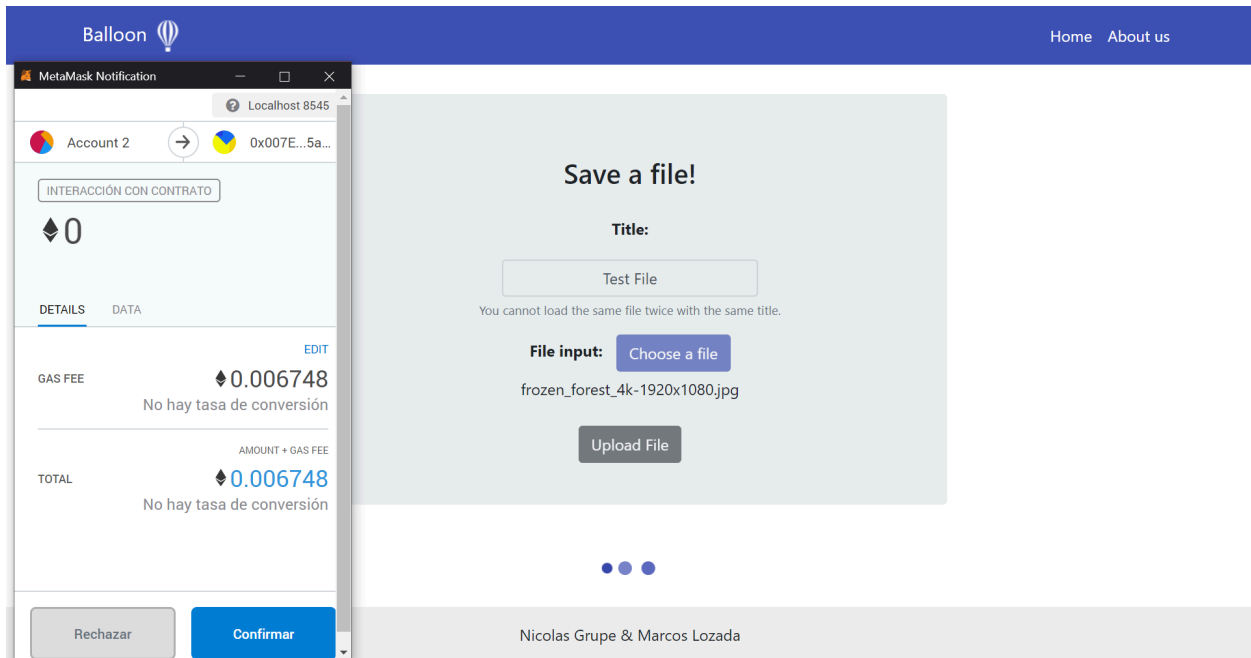 Balloon
Home About us
MetaMask Notification
Localhost 8545
Account 2
0x007E...5a...
INTERACCIÓN CON CONTRATO
0
DETAILS DATA
EDIT
GAS FEE 0.006748
No hay tasa de conversión
AMOUNT + GAS FEE
TOTAL 0.006748
No hay tasa de conversión
Rechazar Confirmar
Save a file!
Title:
Test File
You cannot load the same file twice with the same title.
File input: Choose a file
frozen_forest_4k-1920x1080.jpg
Upload File
Nicolas Grupe & Marcos Lozada